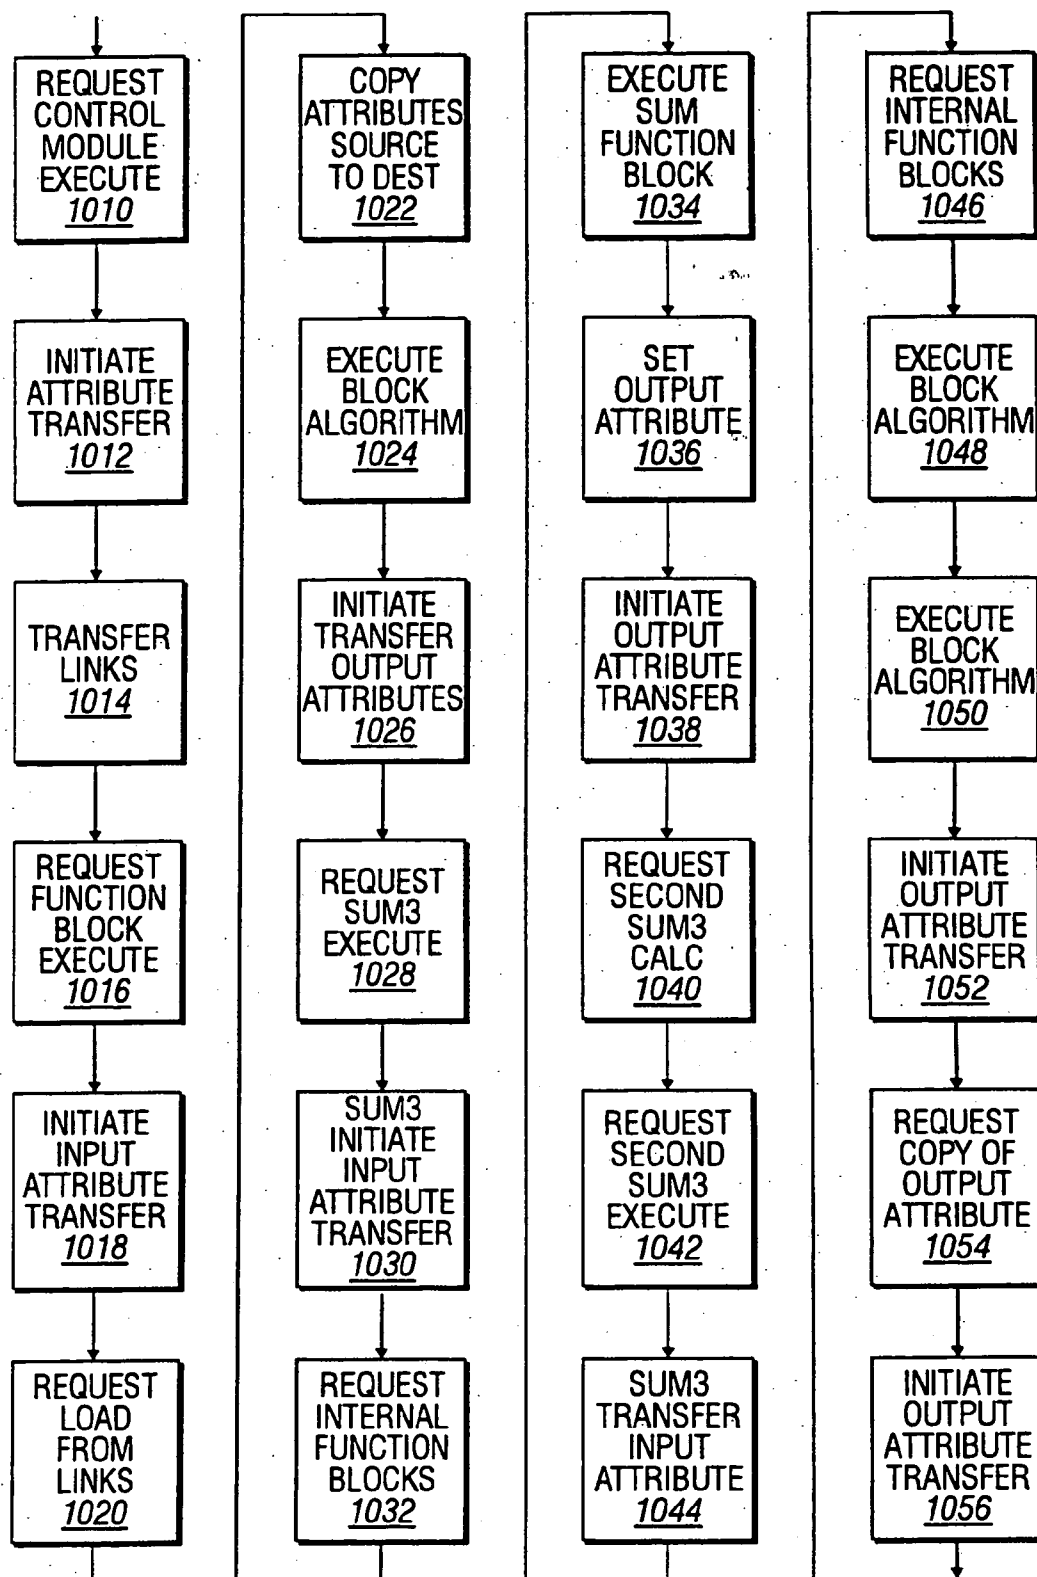 REQUEST
CONTROL
MODULE
EXECUTE
1010
INITIATE
ATTRIBUTE
TRANSFER
1012
TRANSFER
LINKS
1014
REQUEST
FUNCTION
BLOCK
EXECUTE
1016
INITIATE
INPUT
ATTRIBUTE
TRANSFER
1018
REQUEST
LOAD
FROM
LINKS
1020
COPY
ATTRIBUTES
SOURCE
TO DEST
1022
EXECUTE
BLOCK
ALGORITHM
1024
INITIATE
TRANSFER
OUTPUT
ATTRIBUTES
1026
REQUEST
SUM3
EXECUTE
1028
SUM3
INITIATE
INPUT
ATTRIBUTE
TRANSFER
1030
REQUEST
INTERNAL
FUNCTION
BLOCKS
1032
EXECUTE
SUM
FUNCTION
BLOCK
1034
SET
OUTPUT
ATTRIBUTE
1036
INITIATE
OUTPUT
ATTRIBUTE
TRANSFER
1038
REQUEST
SECOND
SUM3
CALC
1040
REQUEST
SECOND
SUM3
EXECUTE
1042
SUM3
TRANSFER
INPUT
ATTRIBUTE
1044
REQUEST
INTERNAL
FUNCTION
BLOCKS
1046
EXECUTE
BLOCK
ALGORITHM
1048
EXECUTE
BLOCK
ALGORITHM
1050
INITIATE
OUTPUT
ATTRIBUTE
TRANSFER
1052
REQUEST
COPY OF
OUTPUT
ATTRIBUTE
1054
INITIATE
OUTPUT
ATTRIBUTE
TRANSFER
1056